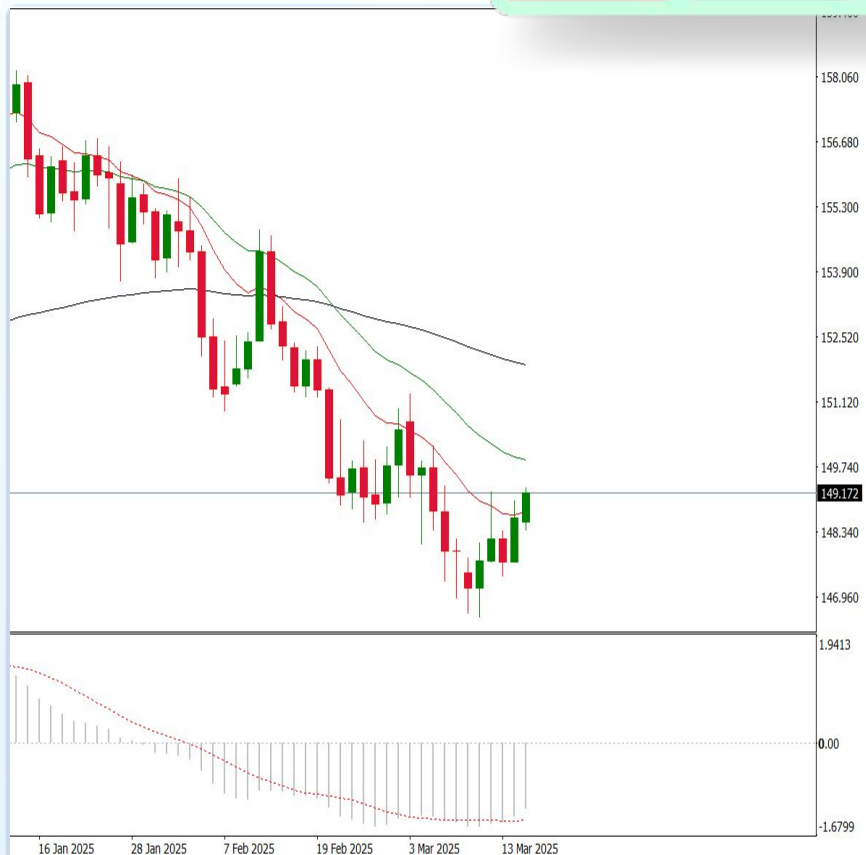 158.060
156.680
155.300
153.900
152.520
151.120
149.740
149.172
148.340
146.960
1.9413
0.00
-1.6799
16 Jan 2025
28 Jan 2025
7 Feb 2025
19 Feb 2025
3 Mar 2025
13 Mar 2025